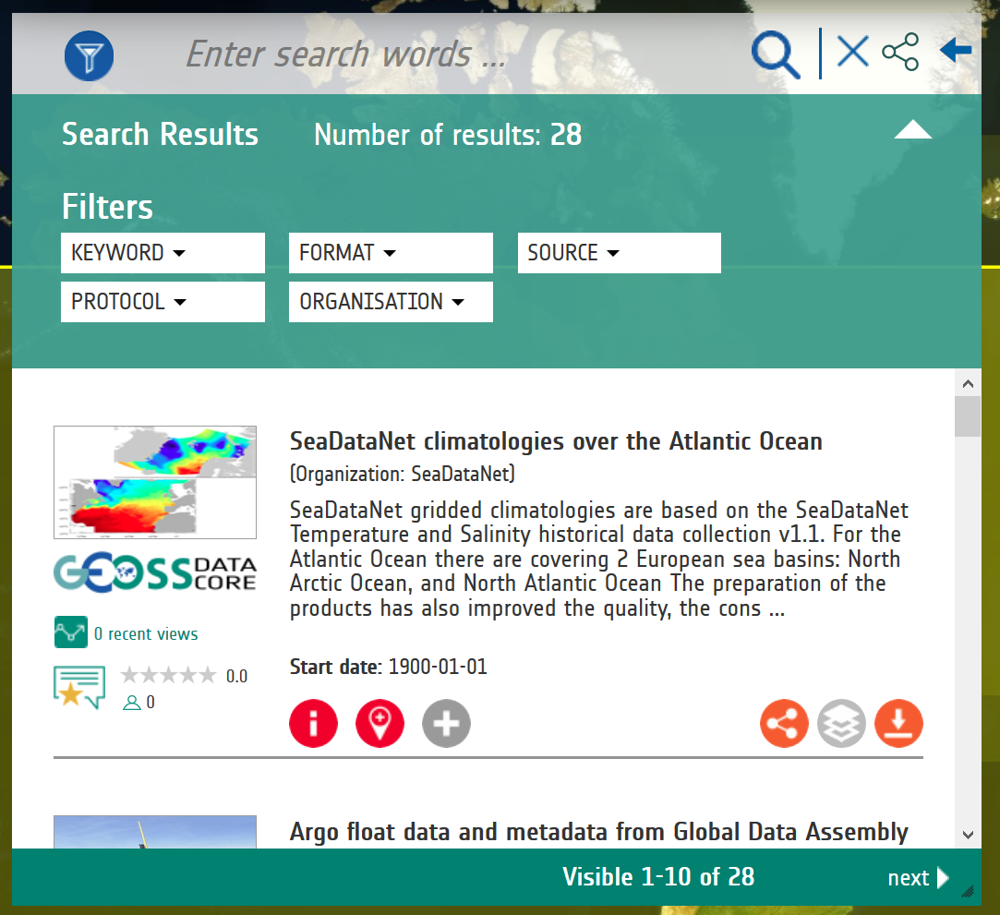 Enter search words ...
Search Results Number of results: 28
Filters
KEYWORD FORMAT SOURCE
PROTOCOL ORGANISATION
SeaDataNet climatologies over the Atlantic Ocean
(Organization: SeaDataNet)
SeaDataNet gridded climatologies are based on the SeaDataNet
Temperature and Salinity historical data collection v1.1. For the
Atlantic Ocean there are covering 2 European sea basins: North
Arctic Ocean, and North Atlantic Ocean The preparation of the
products has also improved the quality, the cons ...
GEOSS DATA
CORE
0 recent views
0.0
0
Start date: 1900-01-01
Argo float data and metadata from Global Data Assembly
Visible 1-10 of 28 next